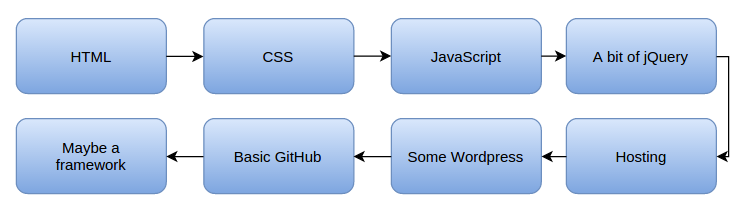 HTML
CSS
JavaScript
A bit of jQuery
Hosting
Some Wordpress
Basic GitHub
Maybe a
framework